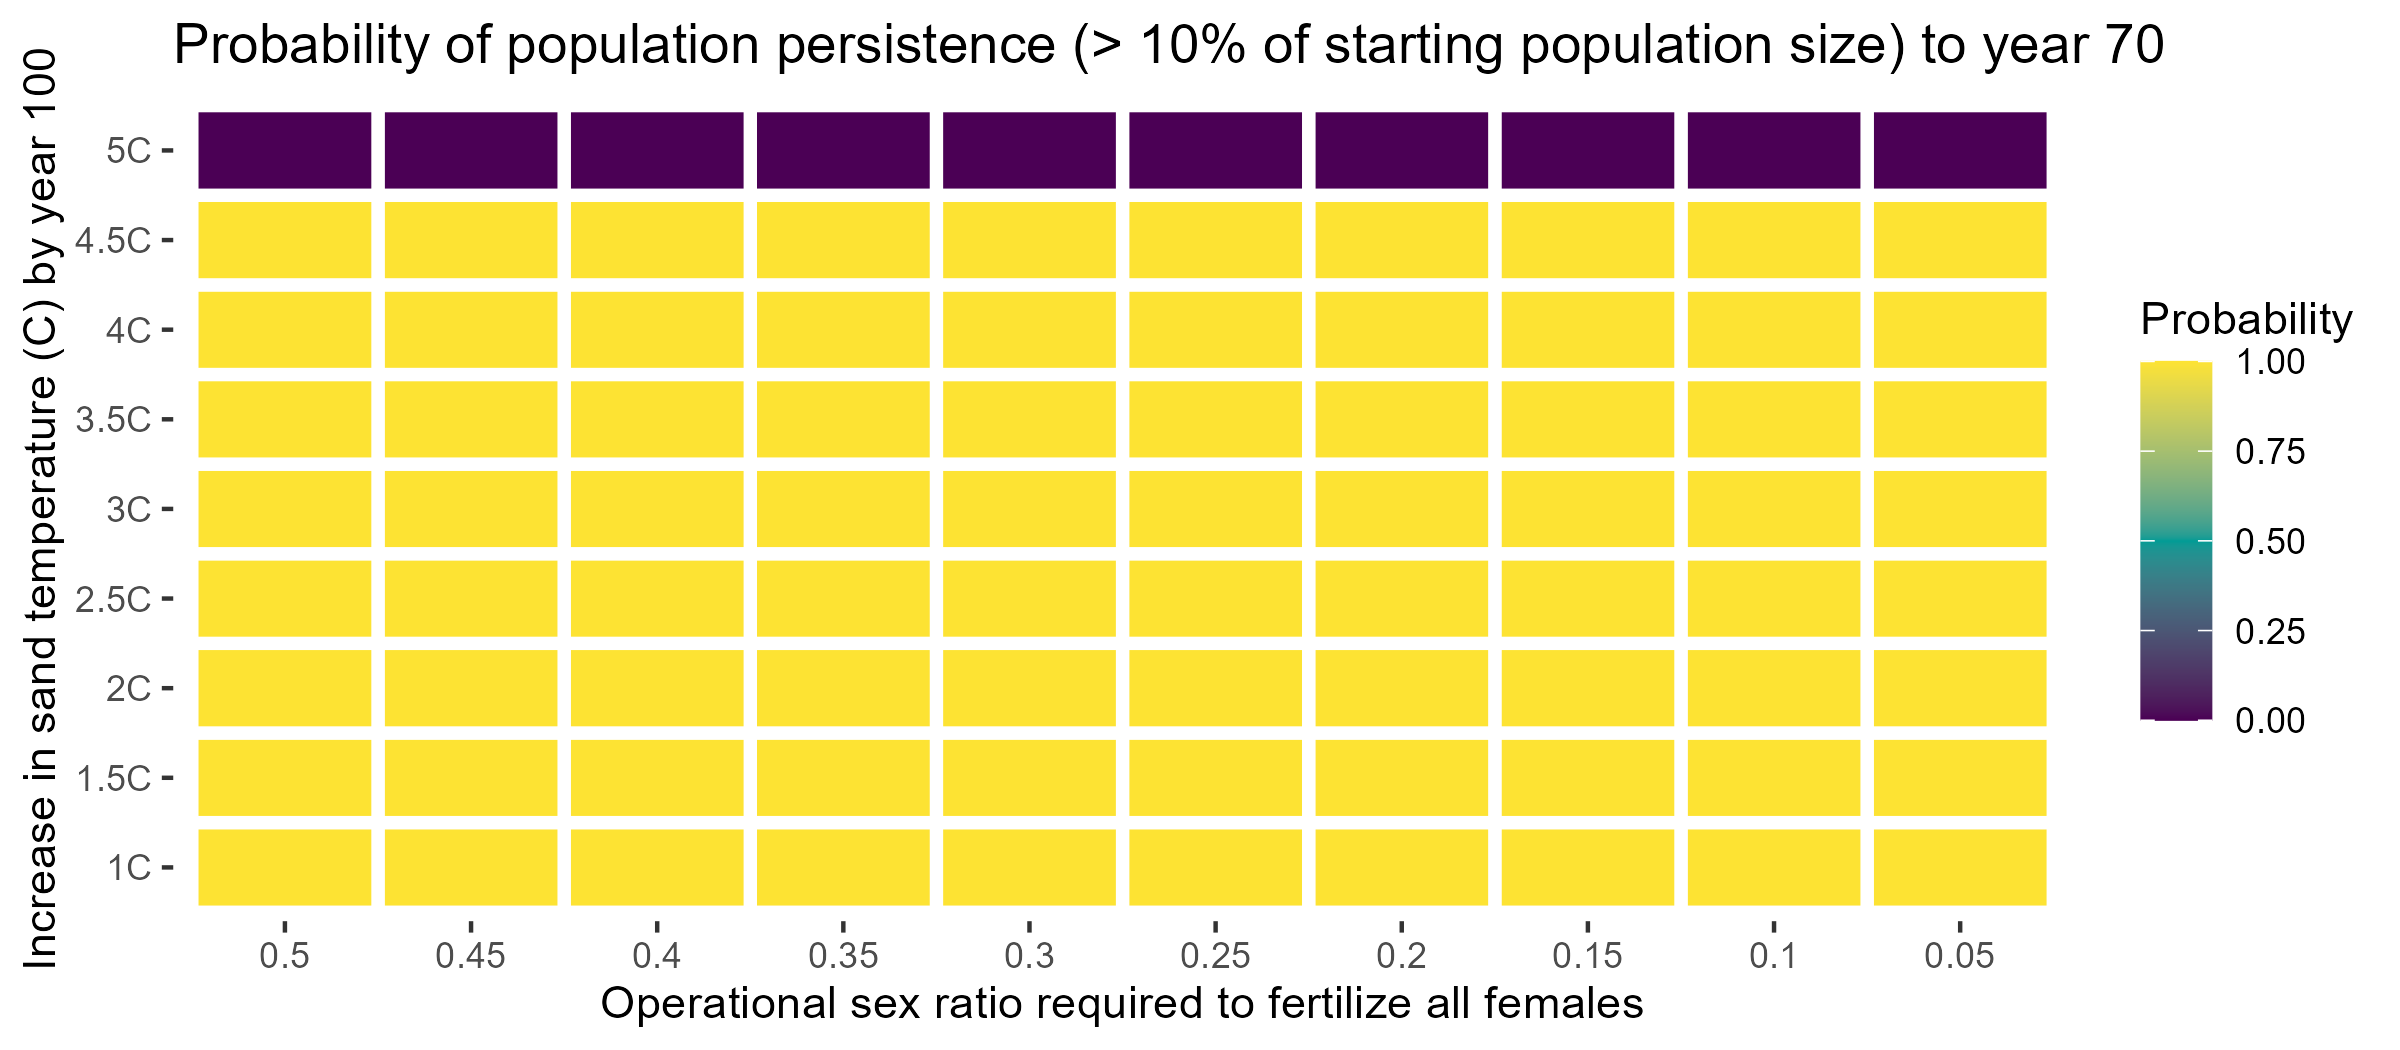 Probability of population persistence (> 10% of starting population size) to year 70
Increase in sand temperature (C) by year 100
5C
4.5C
4C
3.5C
3C
2.5C
2C
1.5C
1C
0.5
0.45
0.4
0.35
0.3
0.25
0.2
0.15
0.1
0.05
Operational sex ratio required to fertilize all females
Probability
1.00
0.75
0.50
0.25
0.00